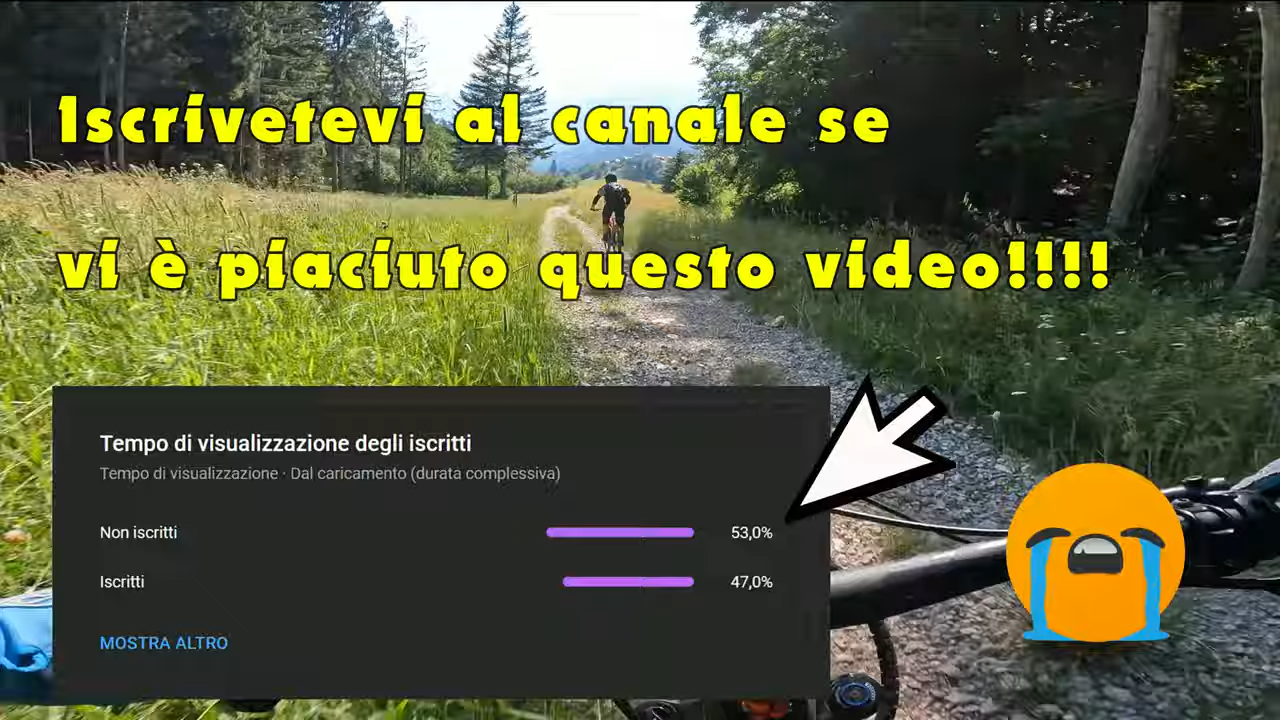 Iscrivetevi al canale se
vi è piaciuto questo video!!!!
Tempo di visualizzazione degli iscritti
Tempo di visualizzazione · Dal caricamento (durata complessiva)
Non iscritti 53,0%
Iscritti 47,0%
MOSTRA ALTRO